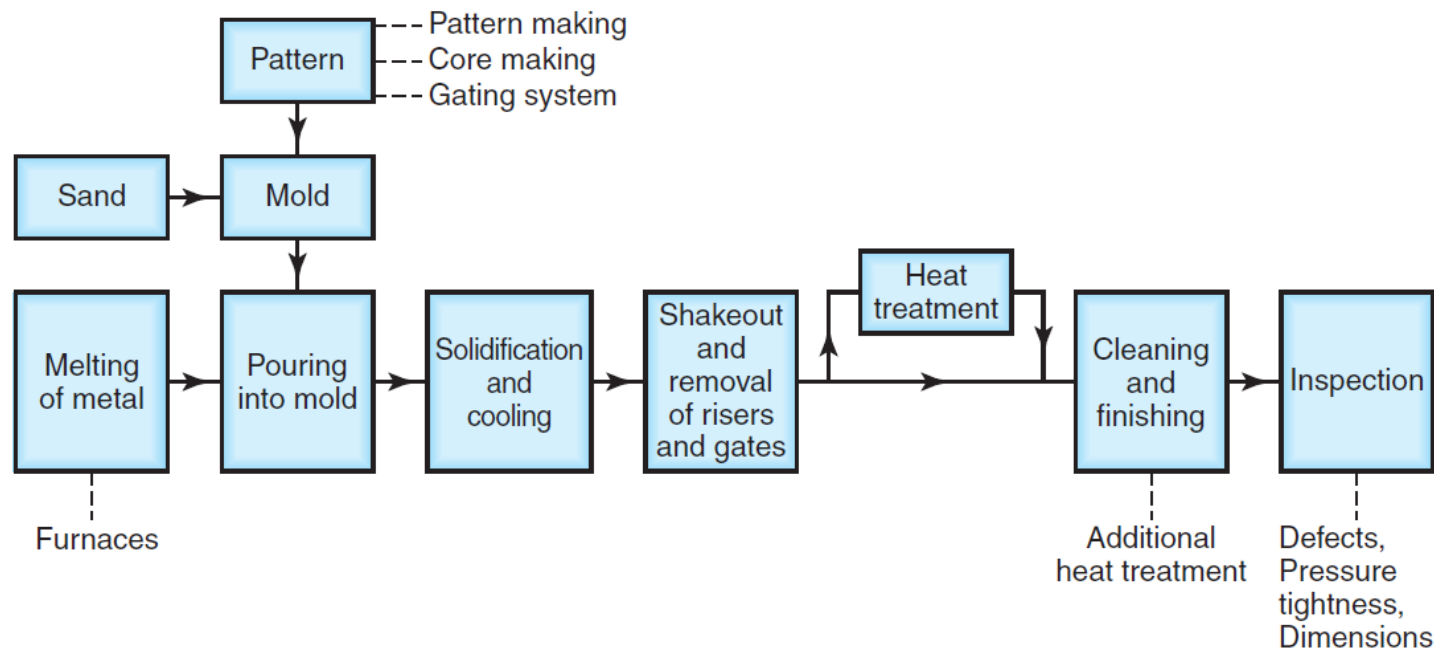 Pattern
Pattern making
Core making
Gating system
Sand
Mold
Melting
of metal
Pouring
into mold
Solidification
and
cooling
Shakeout
and
removal
of risers
and gates
Heat
treatment
Cleaning
and
finishing
Inspection
Furnaces
Additional
heat treatment
Defects,
Pressure
tightness,
Dimensions